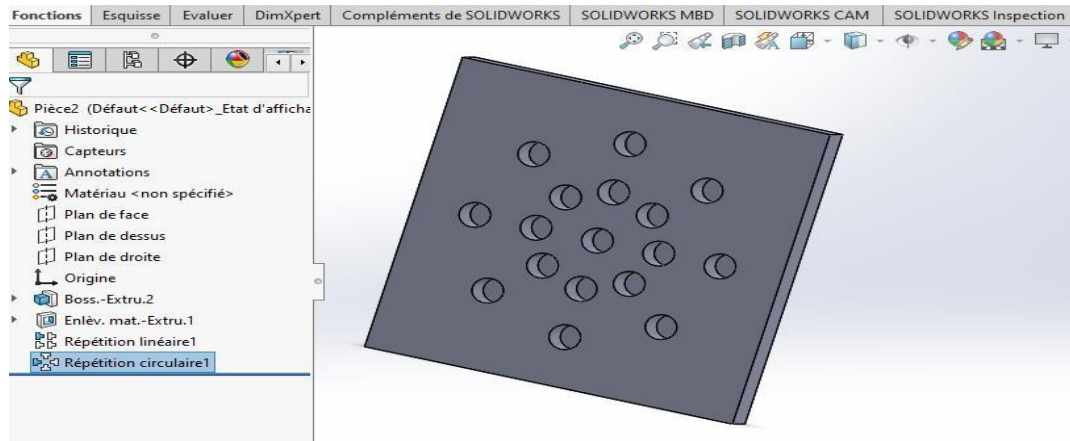 Fonctions Esquisse Evaluer DimXpert Compléments de SOLIDWORKS SOLIDWORKS MBD SOLIDWORKS CAM SOLIDWORKS Inspection
Pièce2 (Défaut<<Défaut>_Etat d'afficha
Historique
Capteurs
Annotations
Matériau <non spécifié>
Plan de face
Plan de dessus
Plan de droite
Origine
Boss.-Extru.2
Enlèv. mat.-Extru.1
Répétition linéaire1
Répétition circulaire1